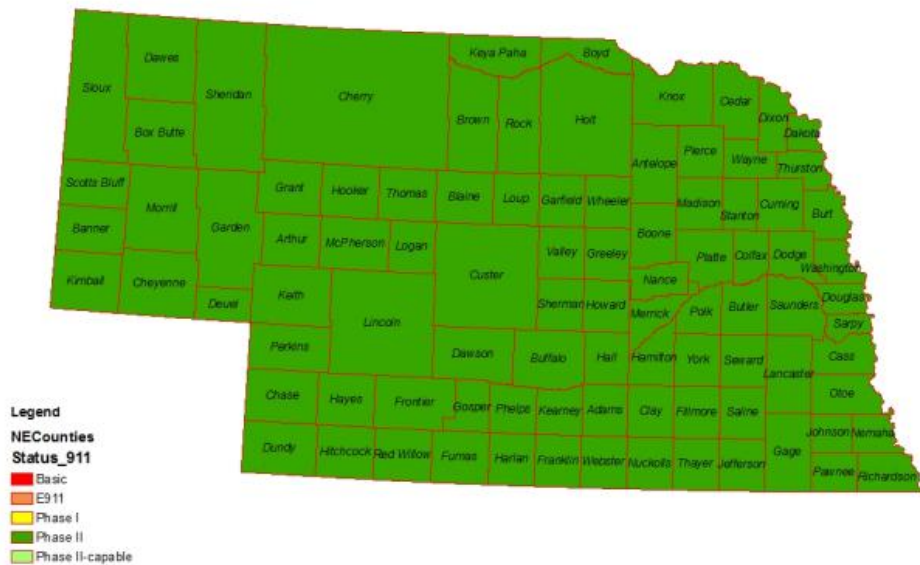 Keya Paha
Boyd
Dawes
Sioux
Sheridan
Cherry
Knox
Cedar
Brown
Rock
Holt
Dixon
Dakota
Box Butte
Antelope
Pierce
Wayne
Thurston
Scotts Bluff
Grant
Hooker
Thomas
Blaine
Loup
Garfield
Wheeler
Madison
Stanton
Cuming
Burt
Morrill
Banner
Garden
Arthur
McPherson
Logan
Boone
Valley
Greeley
Platte
Colfax
Dodge
Washington
Kimball
Cheyenne
Custer
Nance
Deuel
Keith
Sherman
Howard
Merrick
Polk
Butler
Saunders
Douglas
Sarpy
Lincoln
Perkins
Dawson
Buffalo
Hall
Hamilton
York
Seward
Lancaster
Cass
Otoe
Chase
Hayes
Frontier
Gosper
Phelps
Kearney
Adams
Clay
Fillmore
Saline
Johnson
Nemaha
Dundy
Hitchcock
Red Willow
Furnas
Harlan
Franklin
Webster
Nuckolls
Thayer
Jefferson
Gage
Pawnee
Richardson
Legend
NECounties
Status_911
Basic
E911
Phase I
Phase II
Phase II-capable